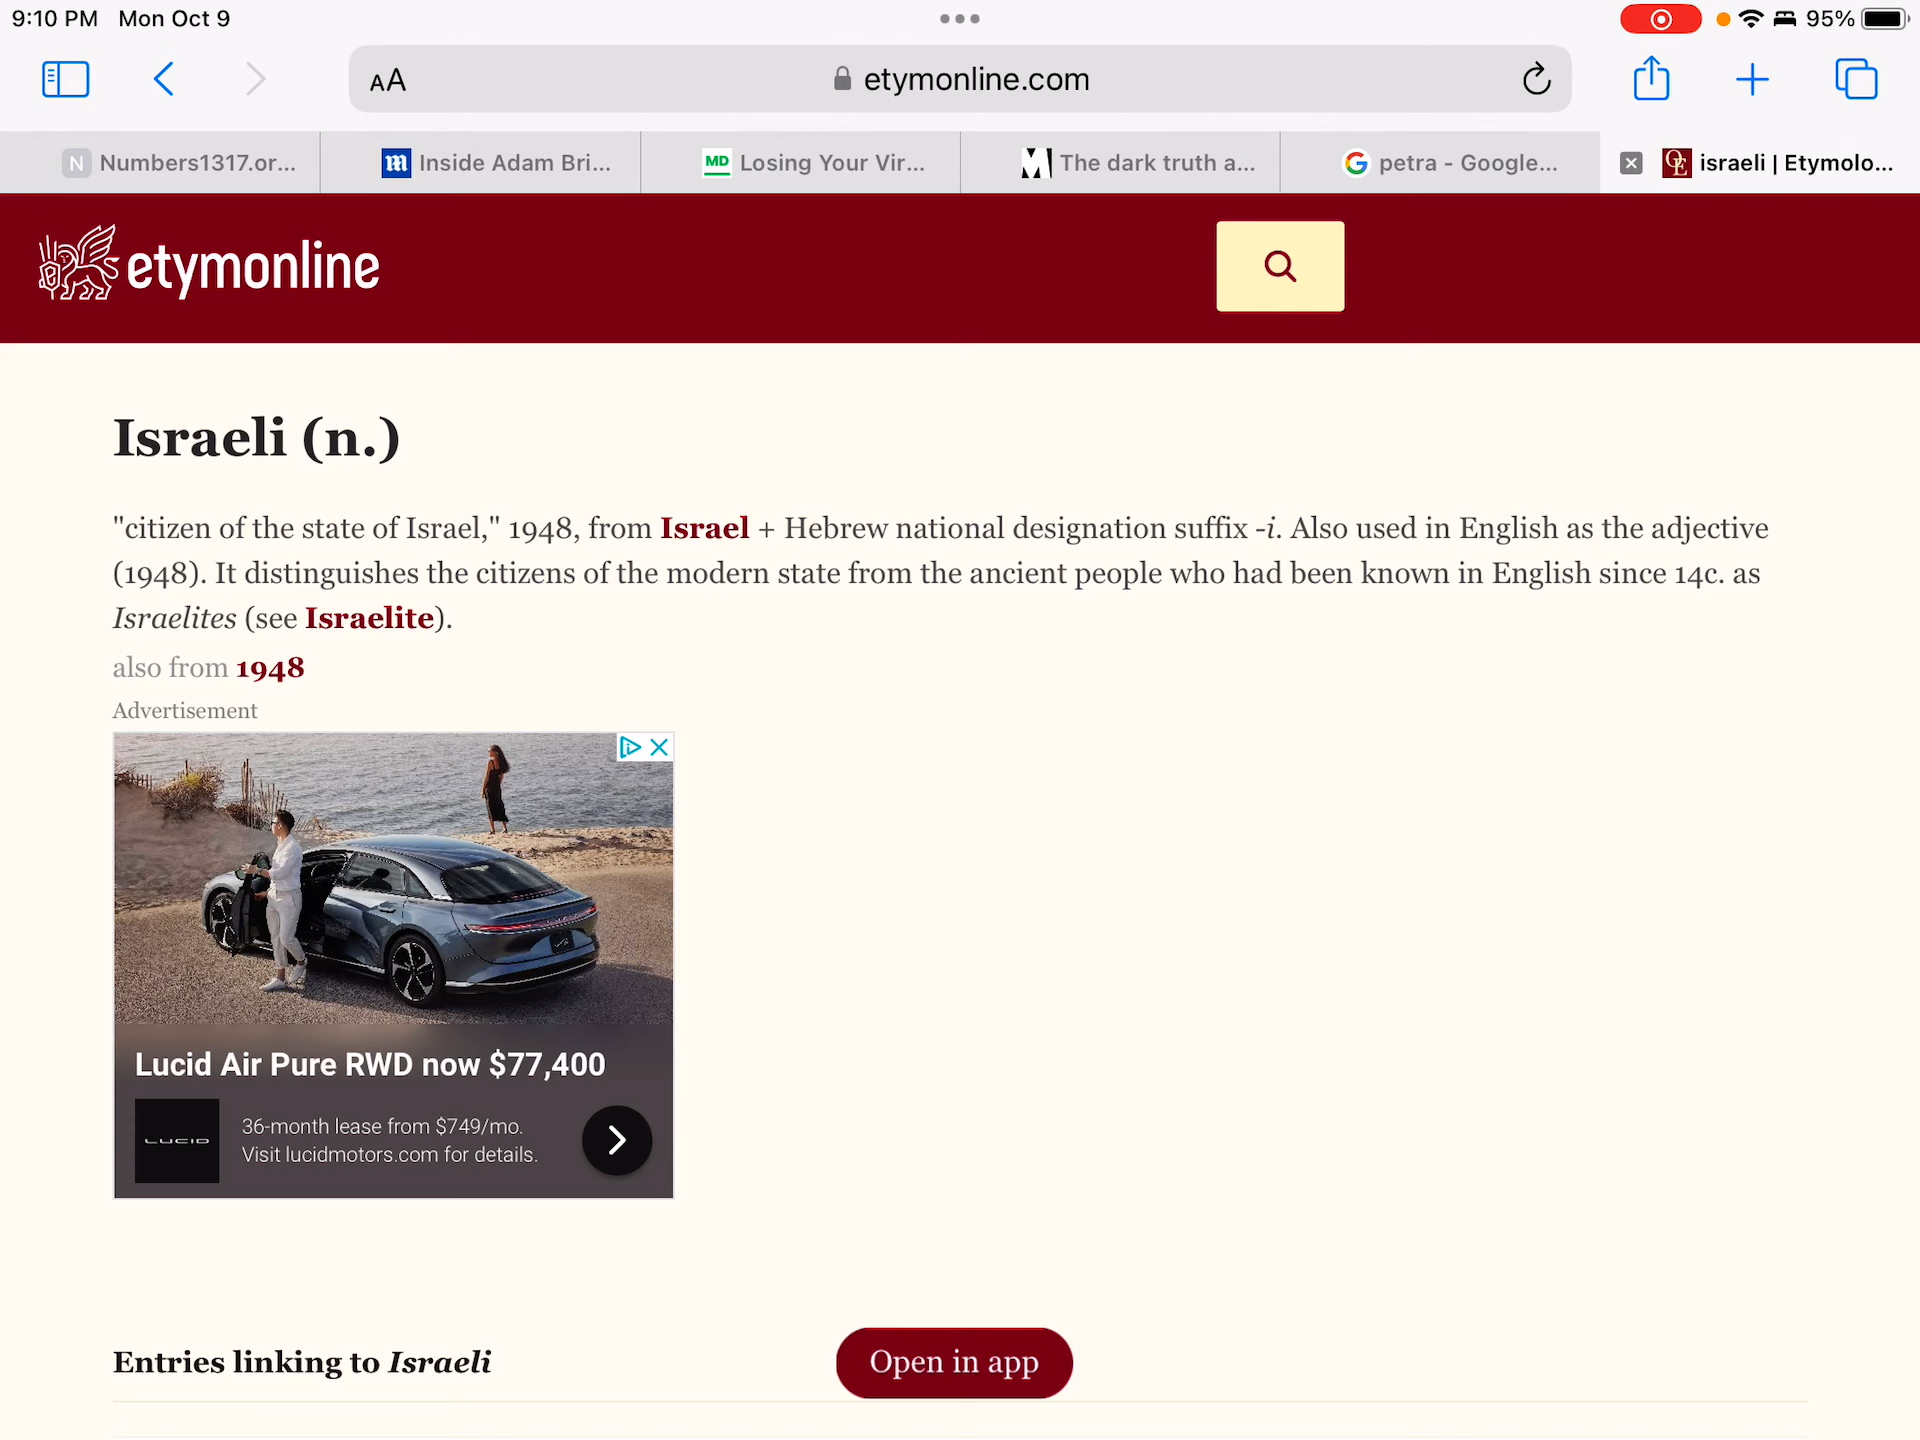 9:10 PM Mon Oct 9
95%
AA
etymonline.com
N Numbers1317.or...
m Inside Adam Bri...
MD Losing Your Vir...
M The dark truth a...
G petra - Google...
OE israeli | Etymolo...
etymonline
Israeli (n.)
"citizen of the state of Israel," 1948, from Israel + Hebrew national designation suffix -i. Also used in English as the adjective
(1948). It distinguishes the citizens of the modern state from the ancient people who had been known in English since 14c. as
Israelites (see Israelite).
also from 1948
Advertisement
Lucid Air Pure RWD now $77,400
LUCID
36-month lease from $749/mo.
Visit lucidmotors.com for details.
Entries linking to Israeli
Open in app